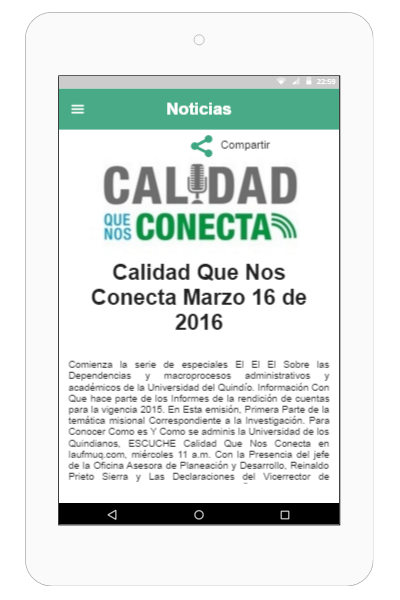 22:59
Noticias
Compartir
CALIDAD
QUE NOS CONECTA
Calidad Que Nos
Conecta Marzo 16 de
2016
Comienza la serie de especiales El El El Sobre las
Dependencias y macroprocesos administrativos y
académicos de la Universidad del Quindío. Información Con
Que hace parte de los Informes de la rendición de cuentas
para la vigencia 2015. En Esta emisión, Primera Parte de la
temática misional Correspondiente a la Investigación. Para
Conocer Como es Y Como se adminis la Universidad de los
Quindianos, ESCUCHE Calidad Que Nos Conecta en
laufmuq.com, miércoles 11 a.m. Con la Presencia del jefe
de la Oficina Asesora de Planeación y Desarrollo, Reinaldo
Prieto Sierra y Las Declaraciones del Vicerrector de